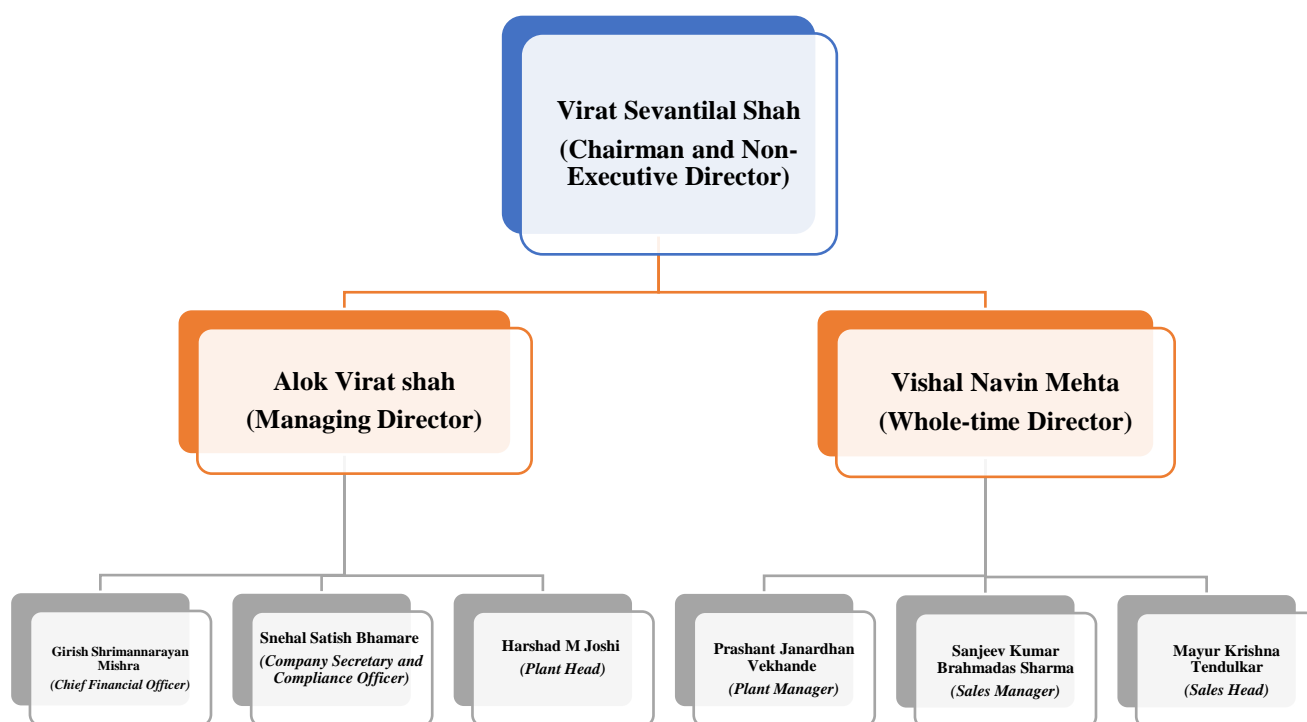 Virat Sevantilal Shah
(Chairman and Non-
Executive Director)
Alok Virat shah
(Managing Director)
Vishal Navin Mehta
(Whole-time Director)
Girish Shrimannarayan
Mishra
(Chief Financial Officer)
Snehal Satish Bhamare
(Company Secretary and
Compliance Officer)
Harshad M Joshi
(Plant Head)
Prashant Janardhan
Vekhande
(Plant Manager)
Sanjeev Kumar
Brahmadas Sharma
(Sales Manager)
Mayur Krishna
Tendulkar
(Sales Head)